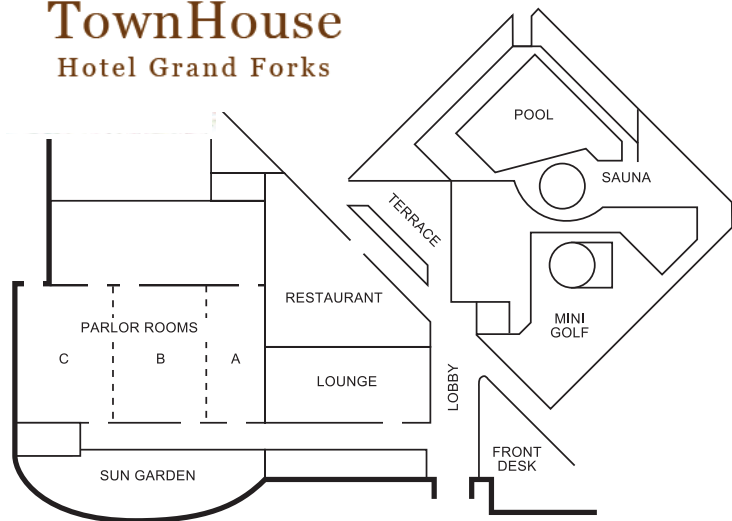 TownHouse
Hotel Grand Forks
POOL
SAUNA
TERRACE
RESTAURANT
MINI
GOLF
PARLOR ROOMS
C
B
A
LOUNGE
LOBBY
FRONT
DESK
SUN GARDEN